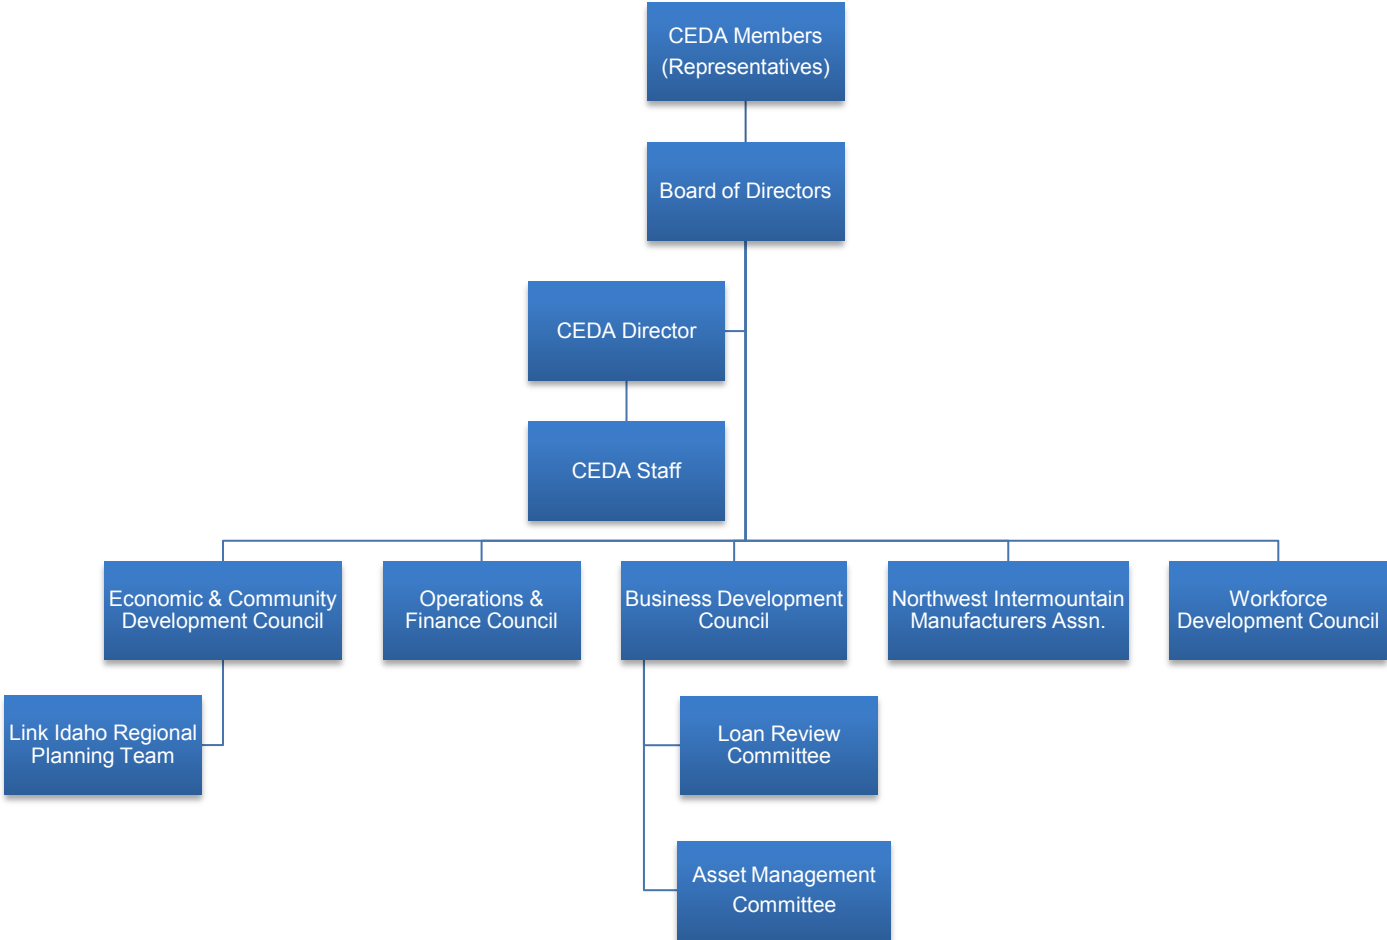 CEDA Members
(Representatives)
Board of Directors
CEDA Director
CEDA Staff
Economic & Community
Development Council
Operations &
Finance Council
Business Development
Council
Northwest Intermountain
Manufacturers Assn.
Workforce
Development Council
Link Idaho Regional
Planning Team
Loan Review
Committee
Asset Management
Committee